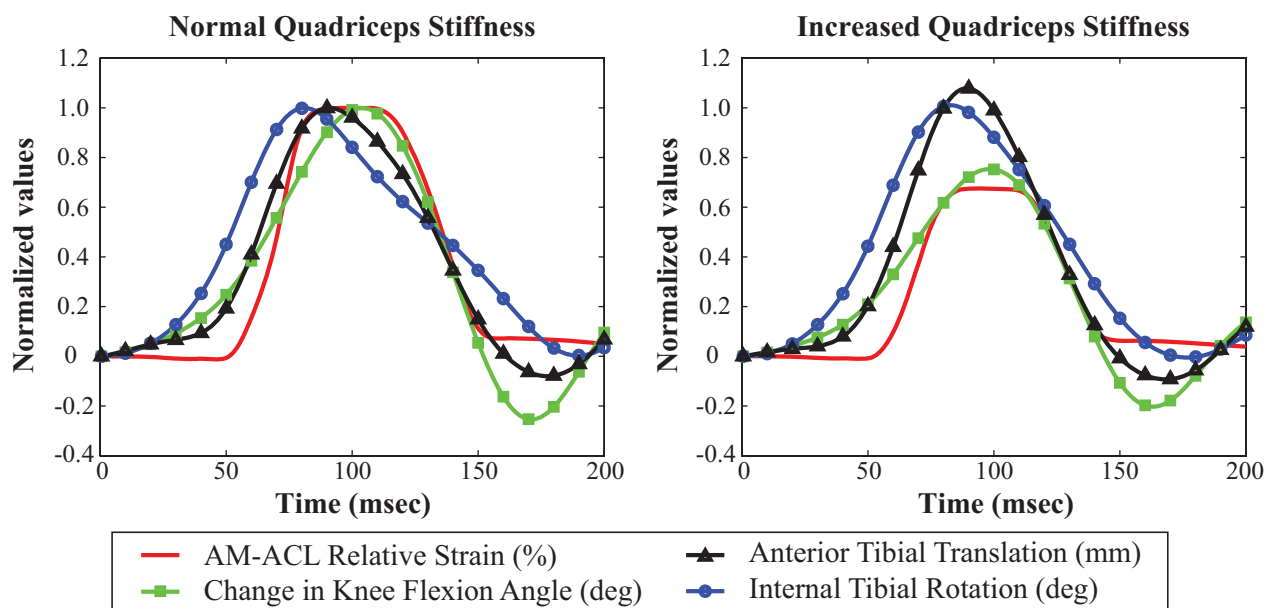 Normal Quadriceps Stiffness
Increased Quadriceps Stiffness
Normalized values
1.2
1.0
0.8
0.6
0.4
0.2
0
-0.2
-0.4
0 50 100 150 200
Time (msec)
Normalized values
1.2
1.0
0.8
0.6
0.4
0.2
0
-0.2
-0.4
0 50 100 150 200
Time (msec)
AM-ACL Relative Strain (%)
Anterior Tibial Translation (mm)
Change in Knee Flexion Angle (deg)
Internal Tibial Rotation (deg)